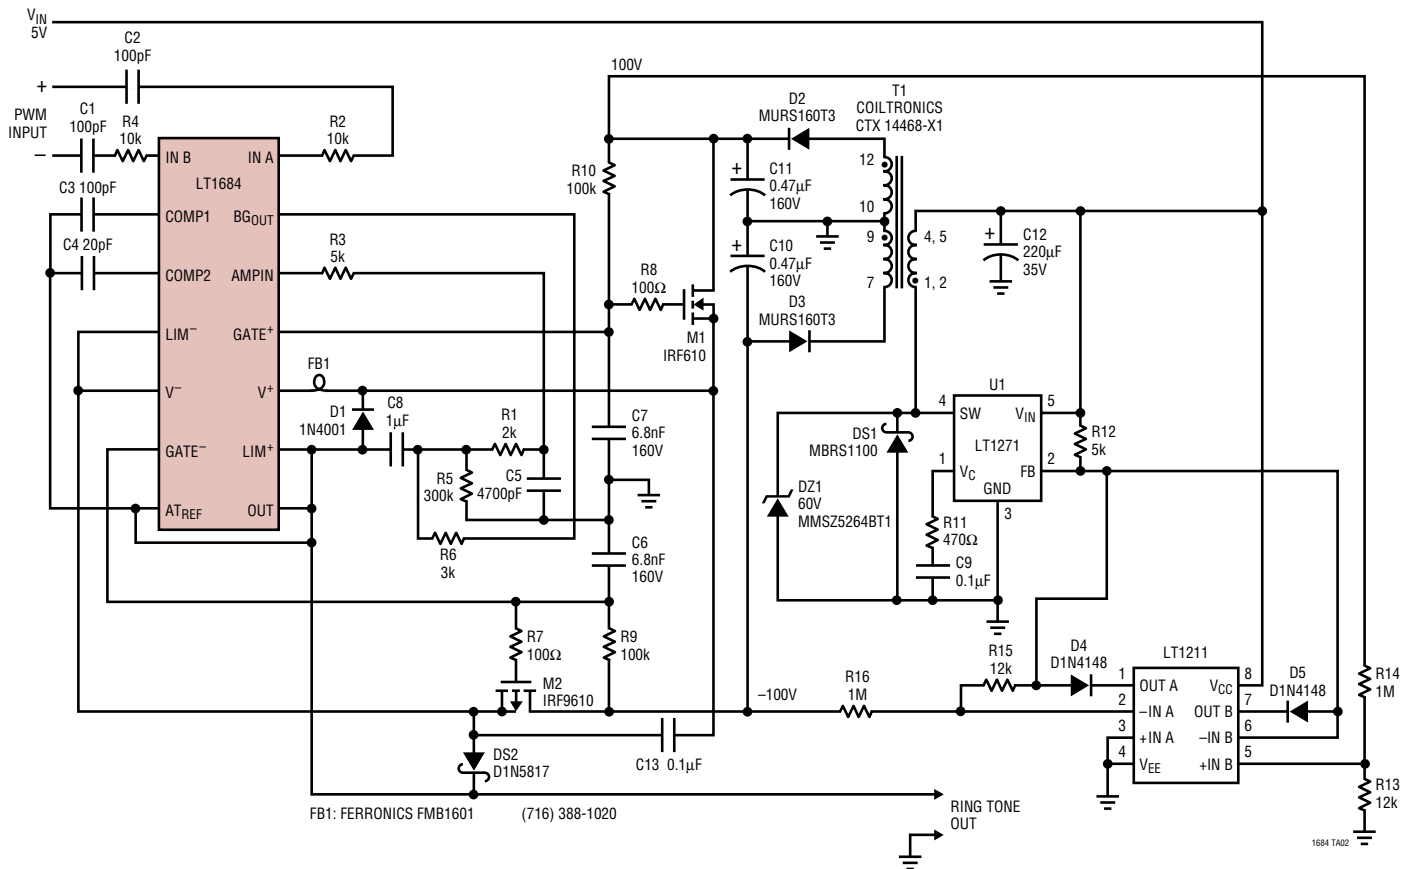 VIN
5V
C2
100pF
+
PWM
INPUT
−
C1
100pF
R4
10k
R2
10k
IN B
IN A
LT1684
C3 100pF
COMP1
BGOUT
C4 20pF
R3
5k
COMP2
AMPIN
LIM−
GATE+
FB1
V−
V+
D1
1N4001
C8
1µF
R1
2k
GATE−
LIM+
R5
300k
C5
4700pF
ATREF
OUT
R6
3k
100V
R10
100k
R8
100Ω
M1
IRF610
C7
6.8nF
160V
C6
6.8nF
160V
R7
100Ω
R9
100k
M2
IRF9610
DS2
D1N5817
C13 0.1µF
D2
MURS160T3
T1
COILTRONICS
CTX 14468-X1
+
C11
0.47µF
160V
12
10
+
C10
0.47µF
160V
9
7
4, 5
1, 2
D3
MURS160T3
+
C12
220µF
35V
U1
4
SW
VIN
5
LT1271
1
VC
FB
2
GND
3
R12
5k
DS1
MBRS1100
DZ1
60V
MMSZ5264BT1
R11
470Ω
C9
0.1µF
−100V
R16
1M
R15
12k
D4
D1N4148
LT1211
1
OUT A
VCC
8
2
−IN A
OUT B
7
3
+IN A
−IN B
6
4
VEE
+IN B
5
D5
D1N4148
R14
1M
R13
12k
FB1: FERRONICS FMB1601
(716) 388-1020
RING TONE
OUT
1684 TA02